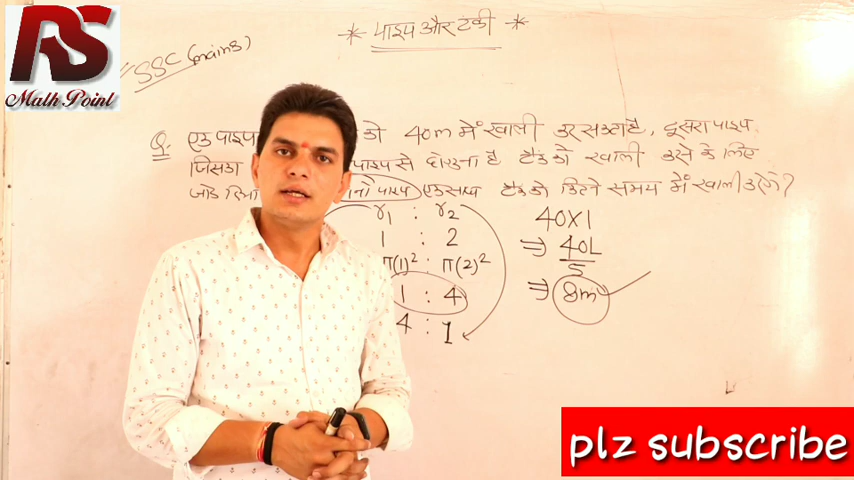 RS
Math Point
SSC (mains)
* पाइप और टंकी *
Q. एक पाइप को 40m में खाली कर सकता है, दूसरा पाइप
जिसका पाइप से दोगुना है टैंक को खाली करने के लिए
जोड़ दिया पाइप एकसाथ टैंक को कितने समय में खाली करेंगे?
r₁ : r₂
1 : 2
π(1)² : π(2)²
1 : 4
4 : 1
40x1
⇒ 40L
5
⇒ 8m
plz subscribe